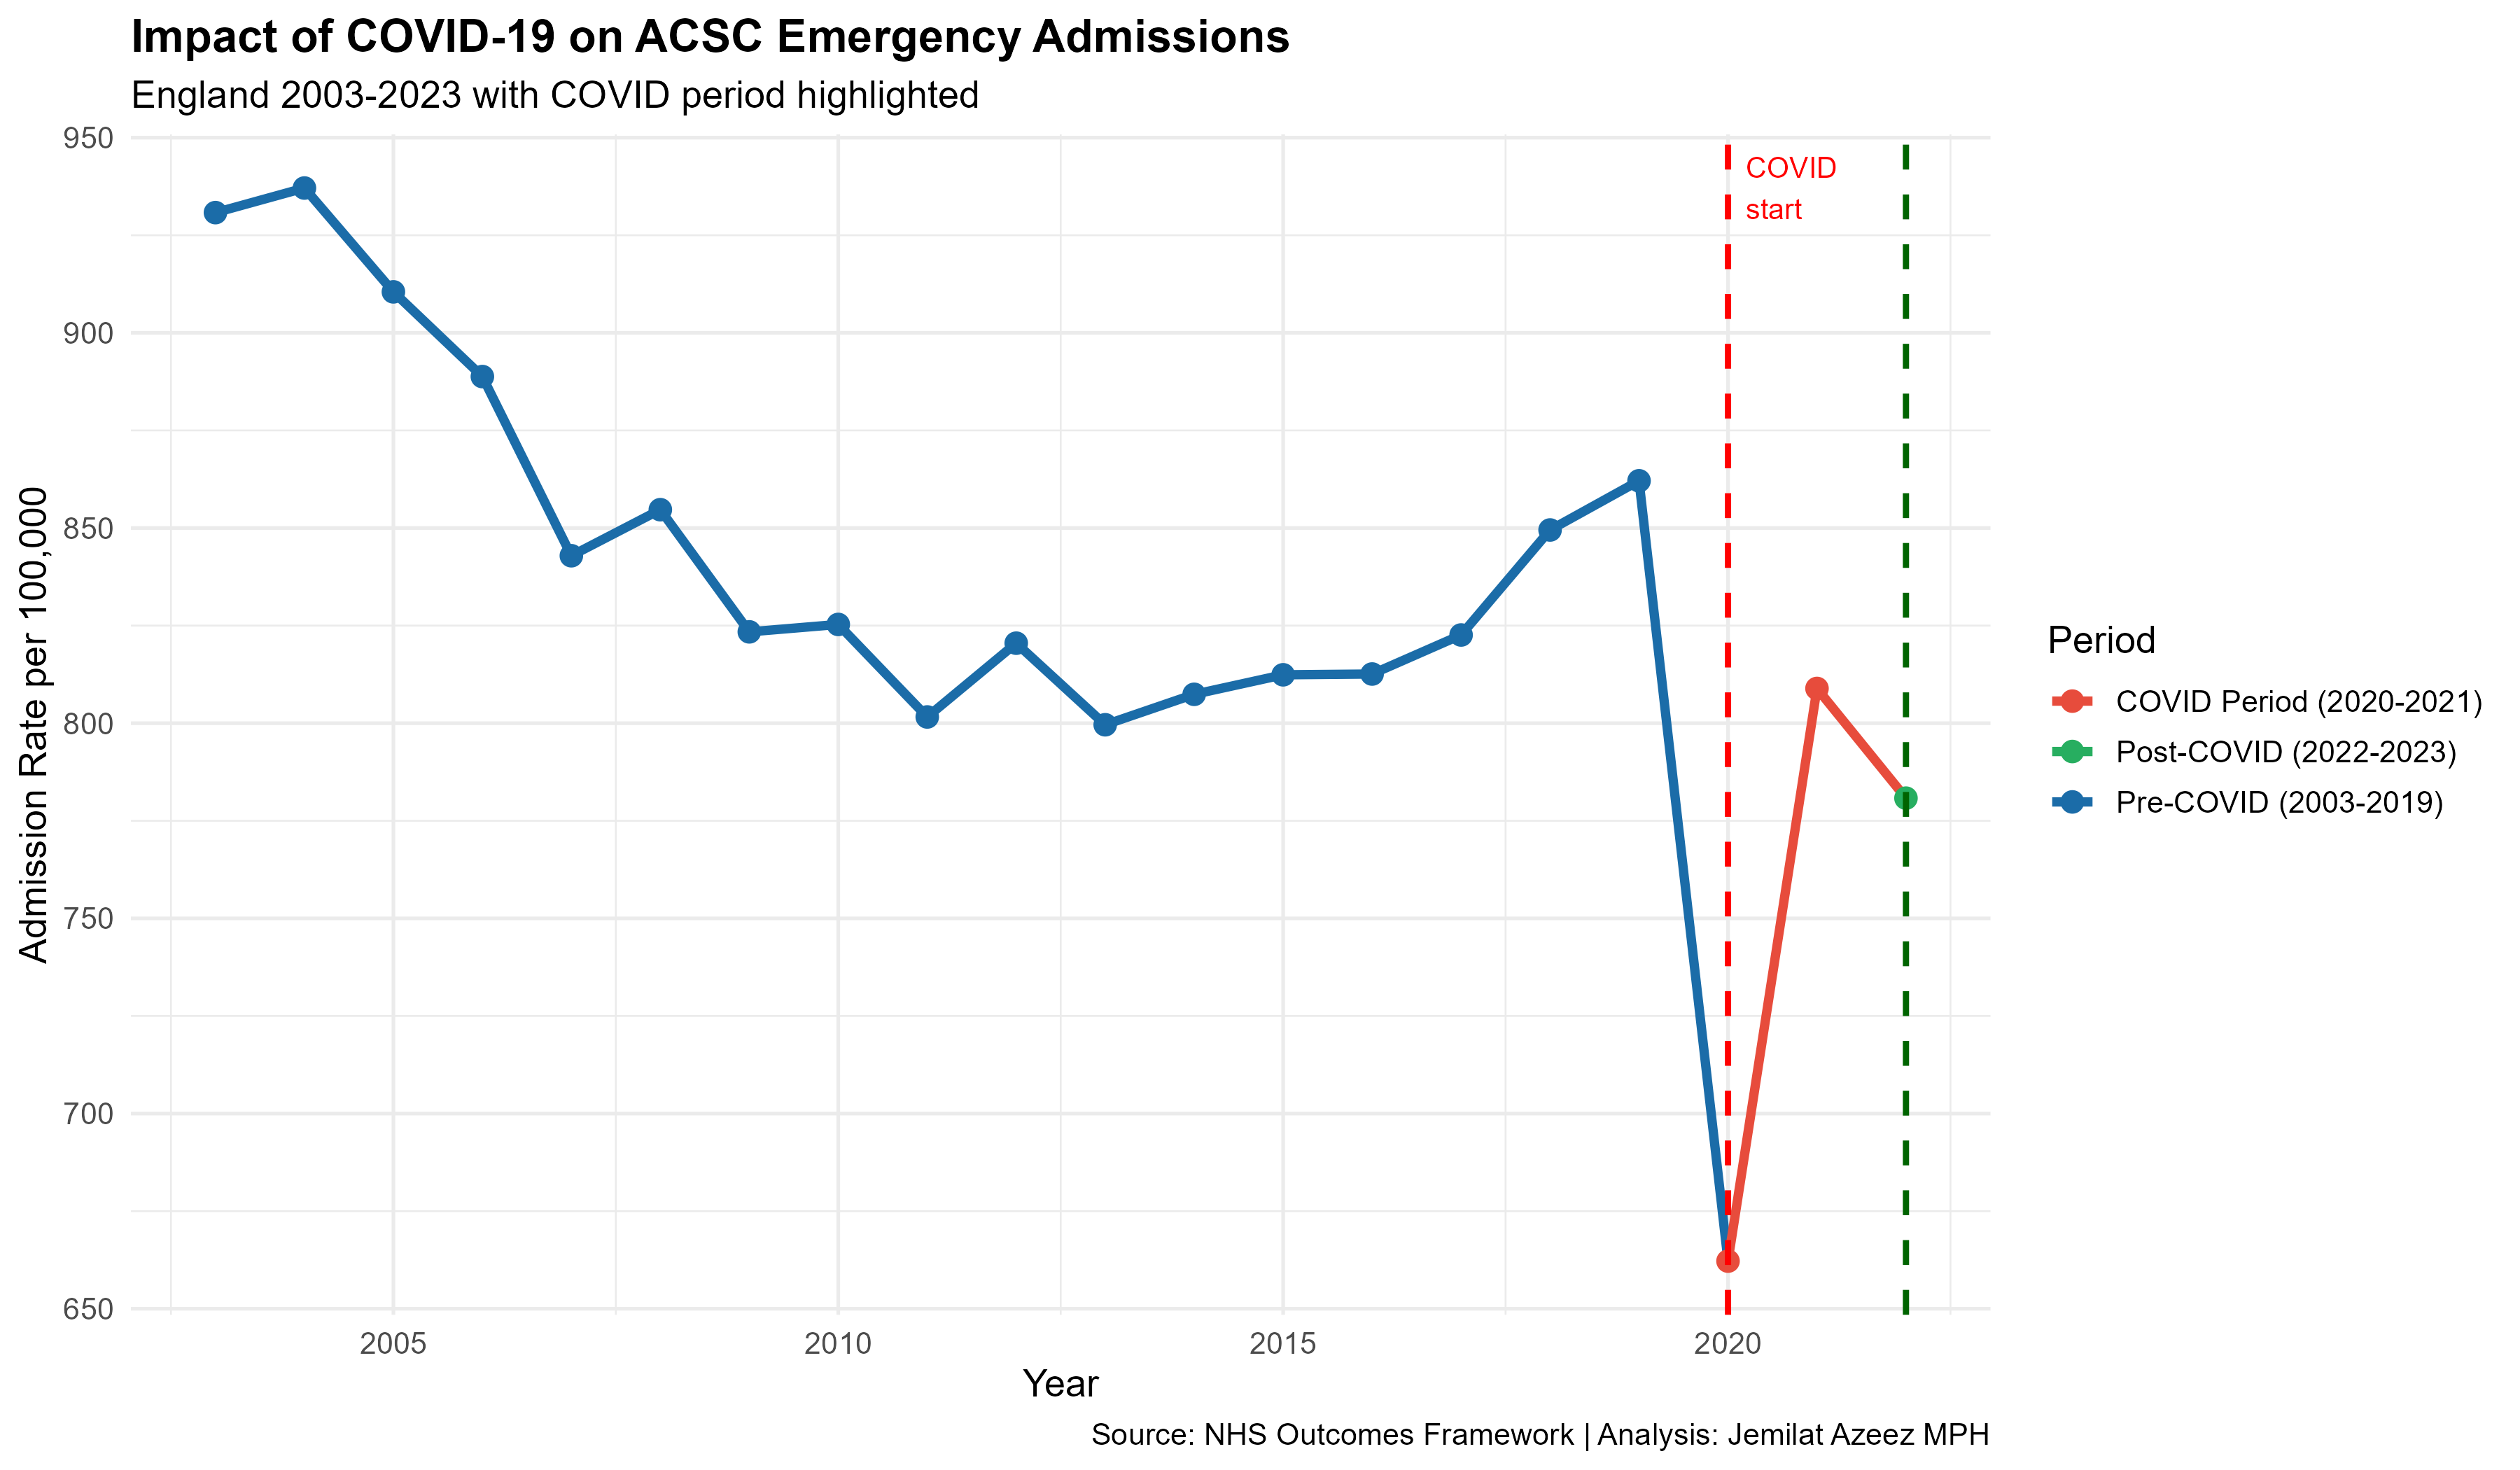 Impact of COVID-19 on ACSC Emergency Admissions
England 2003-2023 with COVID period highlighted
Admission Rate per 100,000
950
900
850
800
750
700
650
COVID
start
2005
2010
2015
2020
Year
Period
COVID Period (2020-2021)
Post-COVID (2022-2023)
Pre-COVID (2003-2019)
Source: NHS Outcomes Framework | Analysis: Jemilat Azeez MPH